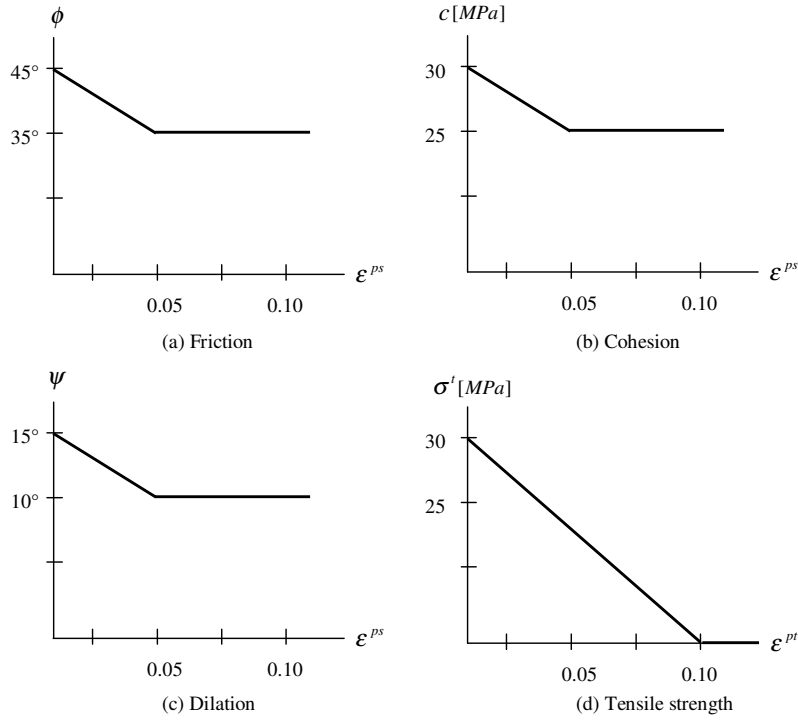 ϕ
45°
35°
0.05 0.10 ε^ps
(a) Friction
c [MPa]
30
25
0.05 0.10 ε^ps
(b) Cohesion
ψ
15°
10°
0.05 0.10 ε^ps
(c) Dilation
σ^t [MPa]
30
25
0.05 0.10 ε^pt
(d) Tensile strength